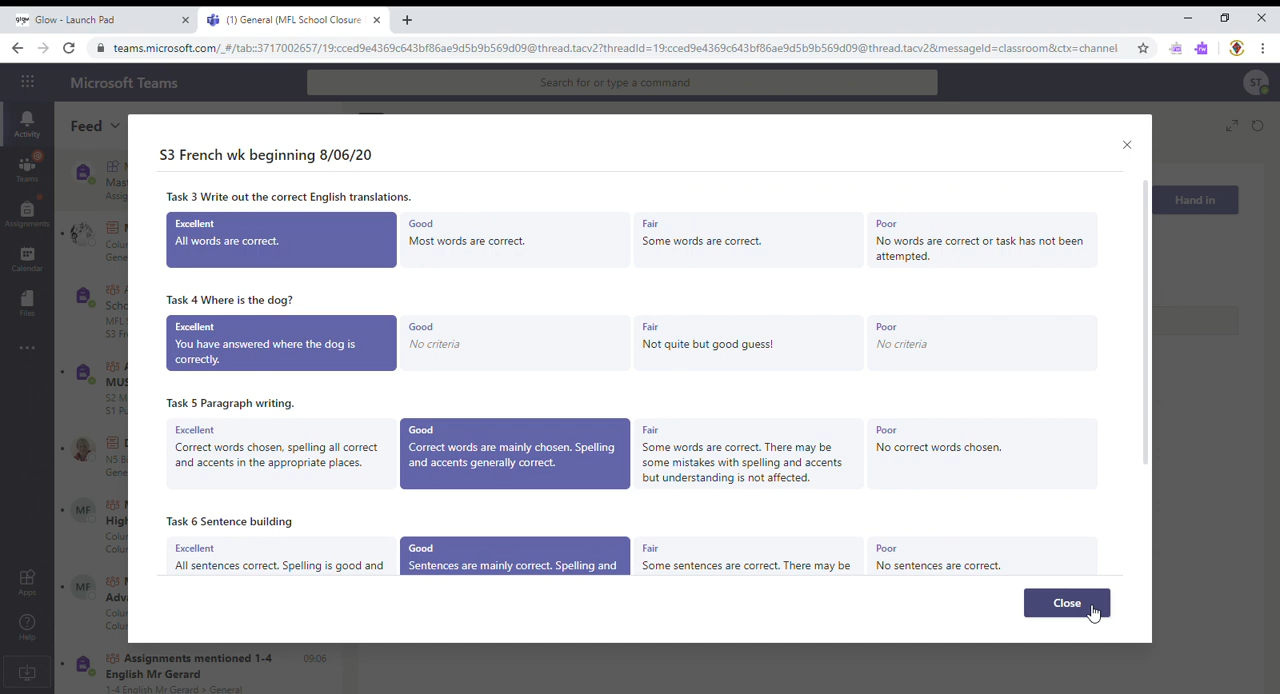 glow
Glow - Launch Pad
(1) General (MFL School Closure
teams.microsoft.com/_#/tab::3717002657/19:cced9e4369c643bf86ae9d5b9b569d09@thread.tacv2?threadId=19:cced9e4369c643bf86ae9d5b9b569d09@thread.tacv2&messageId=classroom&ctx=channel
Microsoft Teams
Search for or type a command
ST
Activity
Teams
Assignments
Calendar
Files
Apps
Help
Feed
Hand in
S3 French wk beginning 8/06/20
Task 3 Write out the correct English translations.
Excellent
All words are correct.
Good
Most words are correct.
Fair
Some words are correct.
Poor
No words are correct or task has not been
attempted.
Task 4 Where is the dog?
Excellent
You have answered where the dog is
correctly.
Good
No criteria
Fair
Not quite but good guess!
Poor
No criteria
Task 5 Paragraph writing.
Excellent
Correct words chosen, spelling all correct
and accents in the appropriate places.
Good
Correct words are mainly chosen. Spelling
and accents generally correct.
Fair
Some words are correct. There may be
some mistakes with spelling and accents
but understanding is not affected.
Poor
No correct words chosen.
Task 6 Sentence building
Excellent
All sentences correct. Spelling is good and
Good
Sentences are mainly correct. Spelling and
Fair
Some sentences are correct. There may be
Poor
No sentences are correct.
Close
MF
MF
Assignments mentioned 1-4
09:06
English Mr Gerard
1-4 English Mr Gerard > General